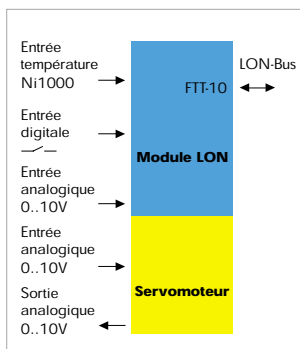 Entrée
température
Ni1000
LON-Bus
FTT-10
Entrée
digitale
Module LON
Entrée
analogique
0..10V
Entrée
analogique
0..10V
Servomoteur
Sortie
analogique
0..10V